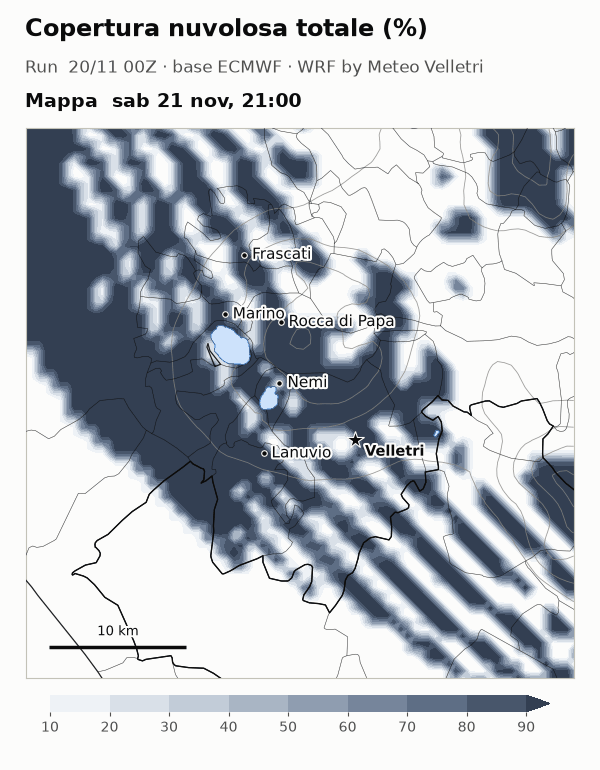 Copertura nuvolosa totale (%)
Run 20/11 00Z · base ECMWF · WRF by Meteo Velletri
Mappa sab 21 nov, 21:00
Frascati
Marino
Rocca di Papa
Nemi
Velletri
Lanuvio
10 km
10 20 30 40 50 60 70 80 90